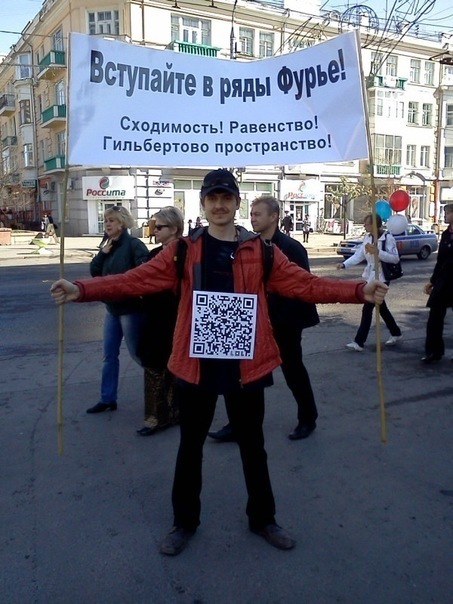 Вступайте в ряды Фурье!
Сходимость! Равенство!
Гильбертово пространство!
Россита